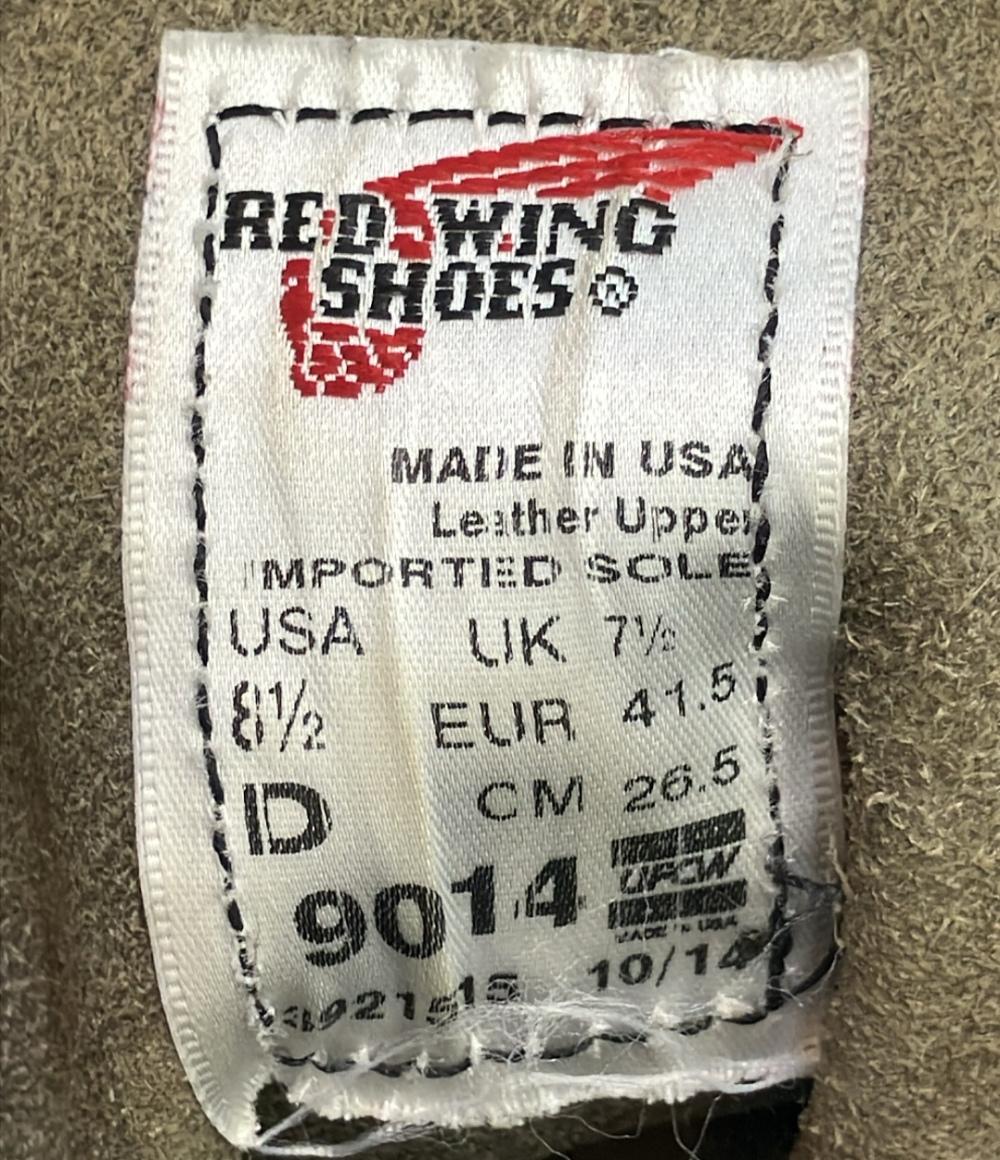 RED WING
SHOES®
MADE IN USA
Leather Upper
IMPORTED SOLE
USA UK 7½
8½ EUR 41.5
D CM 26.5
UFCW
MADE IN USA
9014
10/14